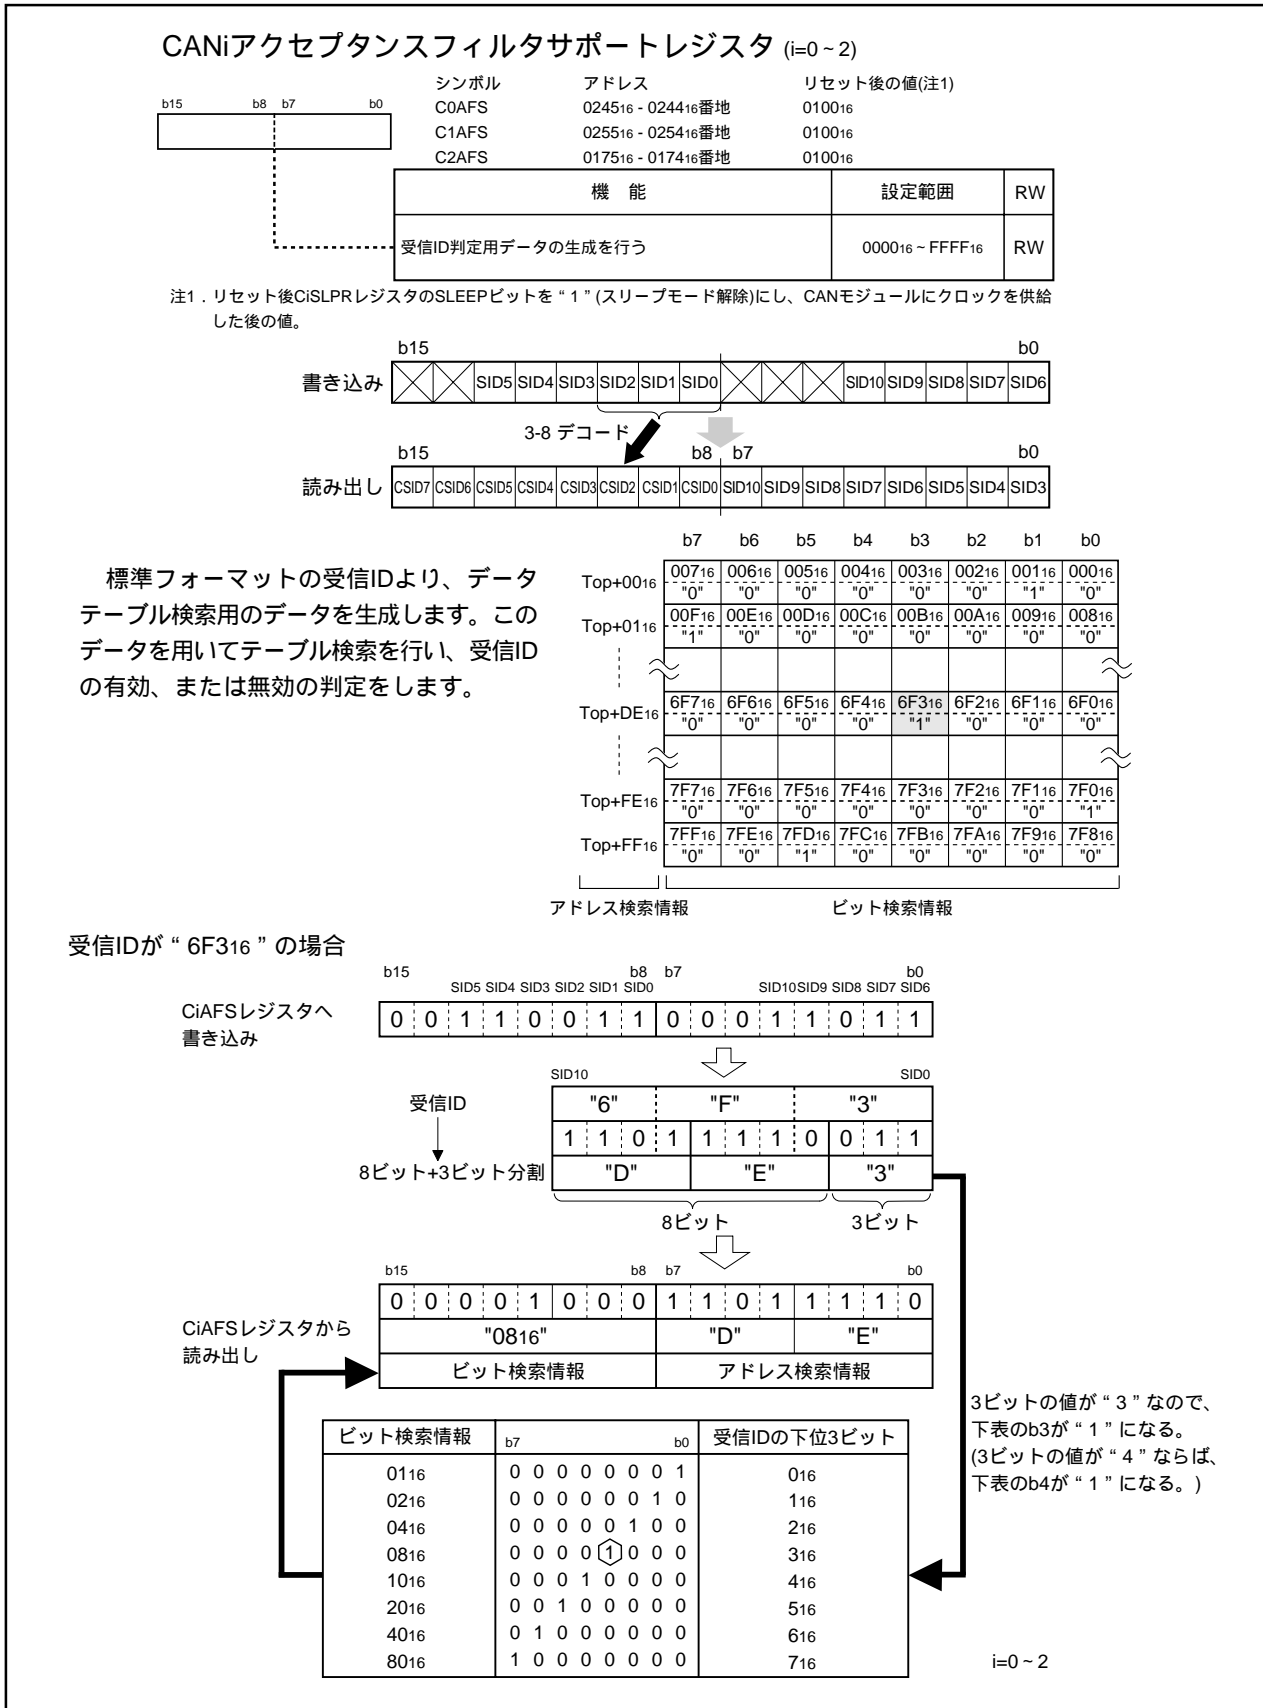 CANiアクセプタンスフィルタサポートレジスタ (i=0 ~ 2)
シンボル アドレス リセット後の値(注1)
b15 b8 b7 b0
C0AFS 024516 - 024416番地 010016
C1AFS 025516 - 025416番地 010016
C2AFS 017516 - 017416番地 010016
機 能 設定範囲 RW
受信ID判定用データの生成を行う 000016 ~ FFFF16 RW
注1．リセット後CiSLPRレジスタのSLEEPビットを“1”(スリープモード解除)にし、CANモジュールにクロックを供給
した後の値。
b15 b0
書き込み SID5 SID4 SID3 SID2 SID1 SID0 SID10 SID9 SID8 SID7 SID6
3-8 デコード
b15 b8 b7 b0
読み出し CSID7 CSID6 CSID5 CSID4 CSID3 CSID2 CSID1 CSID0 SID10 SID9 SID8 SID7 SID6 SID5 SID4 SID3
標準フォーマットの受信IDより、データ
テーブル検索用のデータを生成します。この
データを用いてテーブル検索を行い、受信ID
の有効、または無効の判定をします。
b7 b6 b5 b4 b3 b2 b1 b0
Top+0016 00716 00616 00516 00416 00316 00216 00116 00016
"0" "0" "0" "0" "0" "0" "1" "0"
Top+0116 00F16 00E16 00D16 00C16 00B16 00A16 00916 00816
"1" "0" "0" "0" "0" "0" "0" "0"
Top+DE16 6F716 6F616 6F516 6F416 6F316 6F216 6F116 6F016
"0" "0" "0" "0" "1" "0" "0" "0"
Top+FE16 7F716 7F616 7F516 7F416 7F316 7F216 7F116 7F016
"0" "0" "0" "0" "0" "0" "0" "1"
Top+FF16 7FF16 7FE16 7FD16 7FC16 7FB16 7FA16 7F916 7F816
"0" "0" "1" "0" "0" "0" "0" "0"
アドレス検索情報 ビット検索情報
受信IDが“6F316”の場合
b15 b8 b7 b0
SID5 SID4 SID3 SID2 SID1 SID0 SID10 SID9 SID8 SID7 SID6
CiAFSレジスタへ
書き込み
0 0 1 1 0 0 1 1 0 0 0 1 1 0 1 1
SID10 SID0
受信ID "6" "F" "3"
1 1 0 1 1 1 1 0 0 1 1
8ビット+3ビット分割 "D" "E" "3"
8ビット 3ビット
b15 b8 b7 b0
0 0 0 0 1 0 0 0 1 1 0 1 1 1 1 0
CiAFSレジスタから
読み出し
"0816" "D" "E"
ビット検索情報 アドレス検索情報
3ビットの値が“3”なので、
下表のb3が“1”になる。
(3ビットの値が“4”ならば、
下表のb4が“1”になる。)
ビット検索情報 b7 b0 受信IDの下位3ビット
0116 0 0 0 0 0 0 0 1 016
0216 0 0 0 0 0 0 1 0 116
0416 0 0 0 0 0 1 0 0 216
0816 0 0 0 0 1 0 0 0 316
1016 0 0 0 1 0 0 0 0 416
2016 0 0 1 0 0 0 0 0 516
4016 0 1 0 0 0 0 0 0 616
8016 1 0 0 0 0 0 0 0 716
i=0 ~ 2